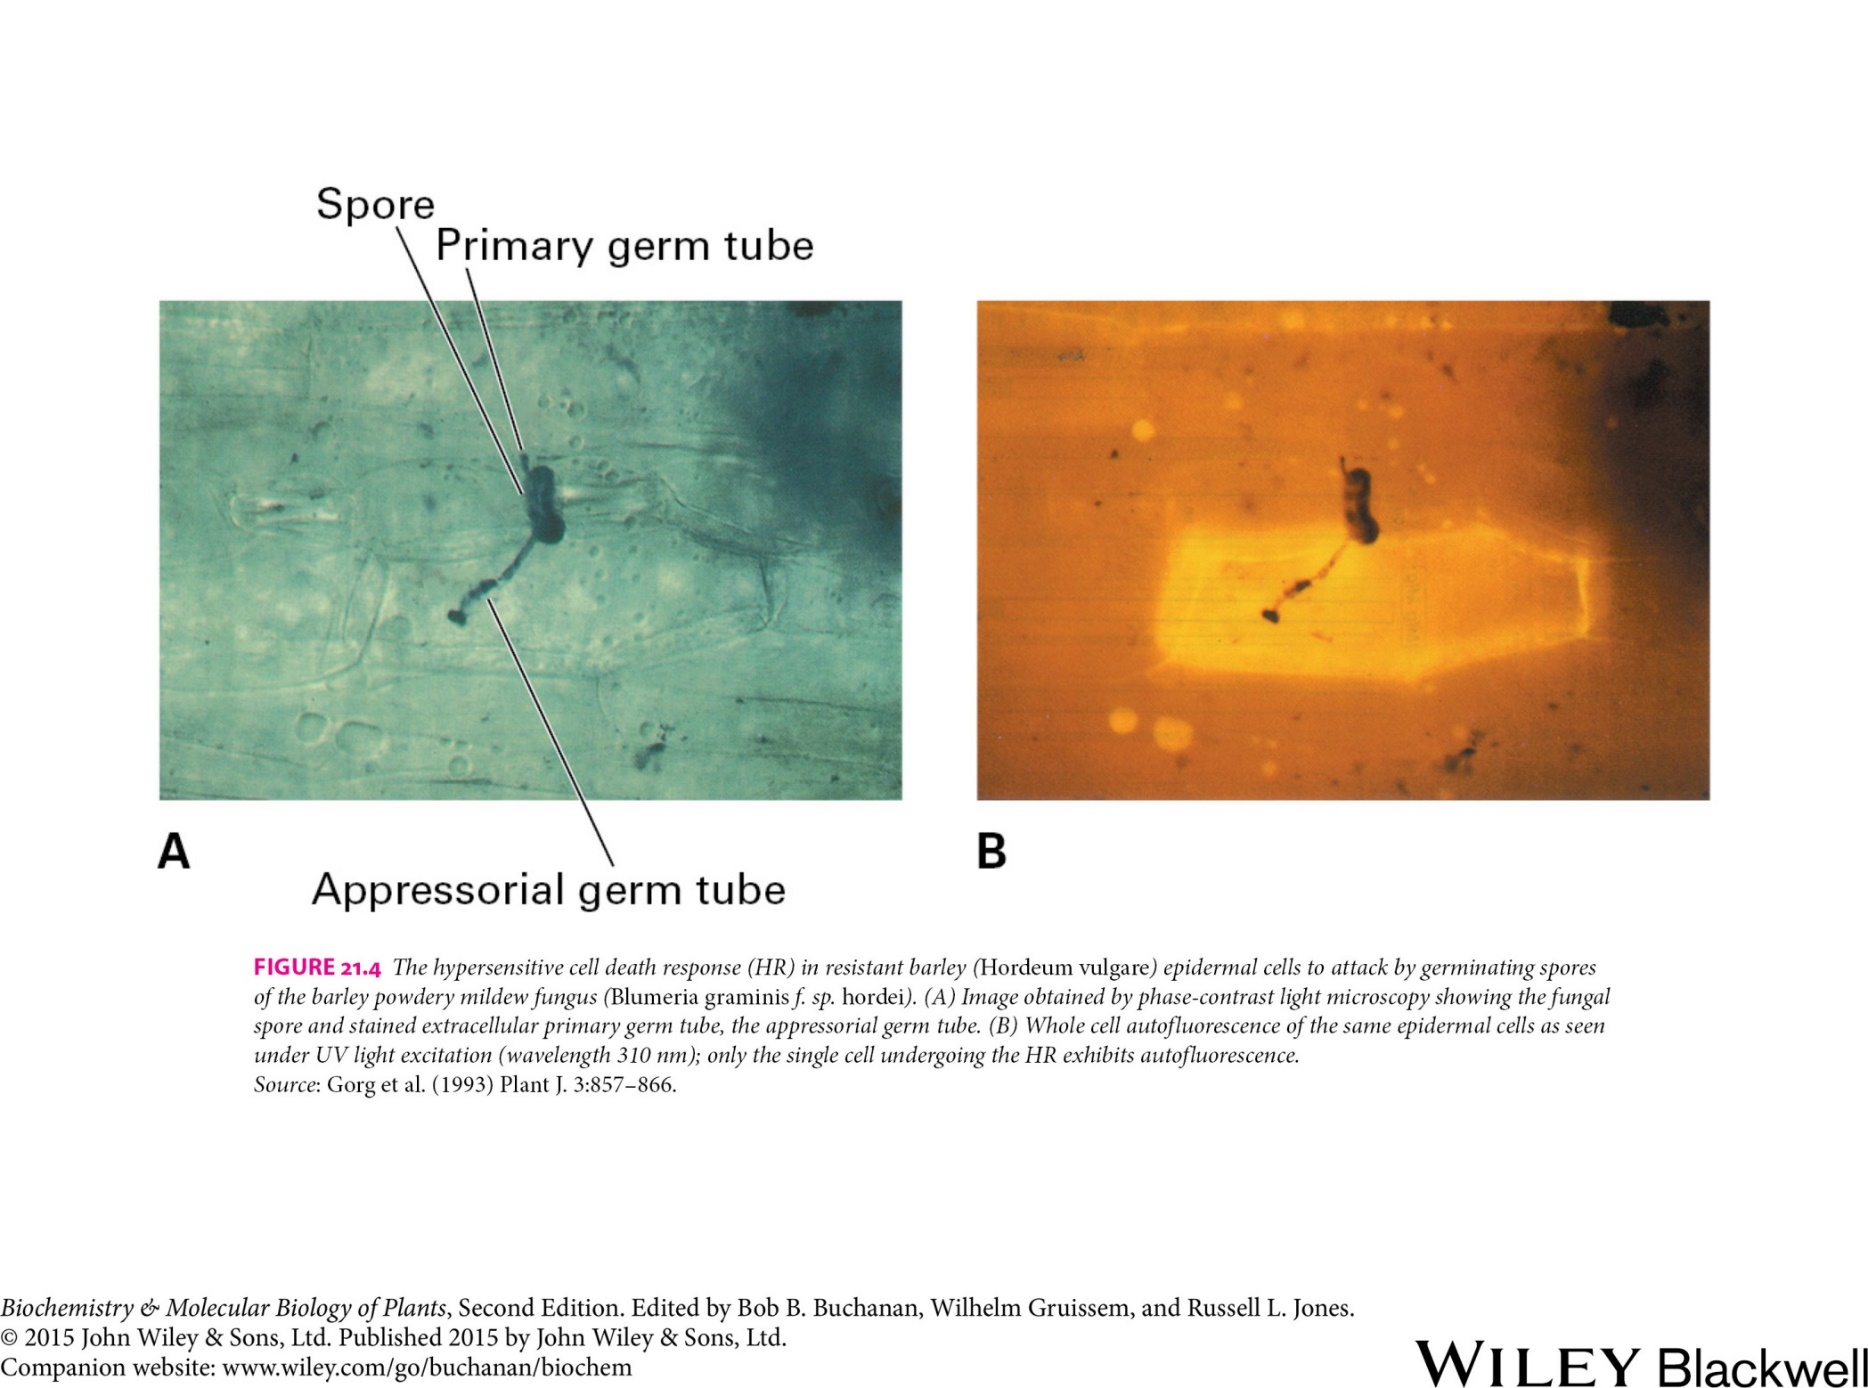 Spore
Primary germ tube
A
B
Appressorial germ tube
FIGURE 21.4 The hypersensitive cell death response (HR) in resistant barley (Hordeum vulgare) epidermal cells to attack by germinating spores
of the barley powdery mildew fungus (Blumeria graminis f. sp. hordei). (A) Image obtained by phase-contrast light microscopy showing the fungal
spore and stained extracellular primary germ tube, the appressorial germ tube. (B) Whole cell autofluorescence of the same epidermal cells as seen
under UV light excitation (wavelength 310 nm); only the single cell undergoing the HR exhibits autofluorescence.
Source: Gorg et al. (1993) Plant J. 3:857–866.
Biochemistry & Molecular Biology of Plants, Second Edition. Edited by Bob B. Buchanan, Wilhelm Gruissem, and Russell L. Jones.
© 2015 John Wiley & Sons, Ltd. Published 2015 by John Wiley & Sons, Ltd.
Companion website: www.wiley.com/go/buchanan/biochem
WILEY Blackwell